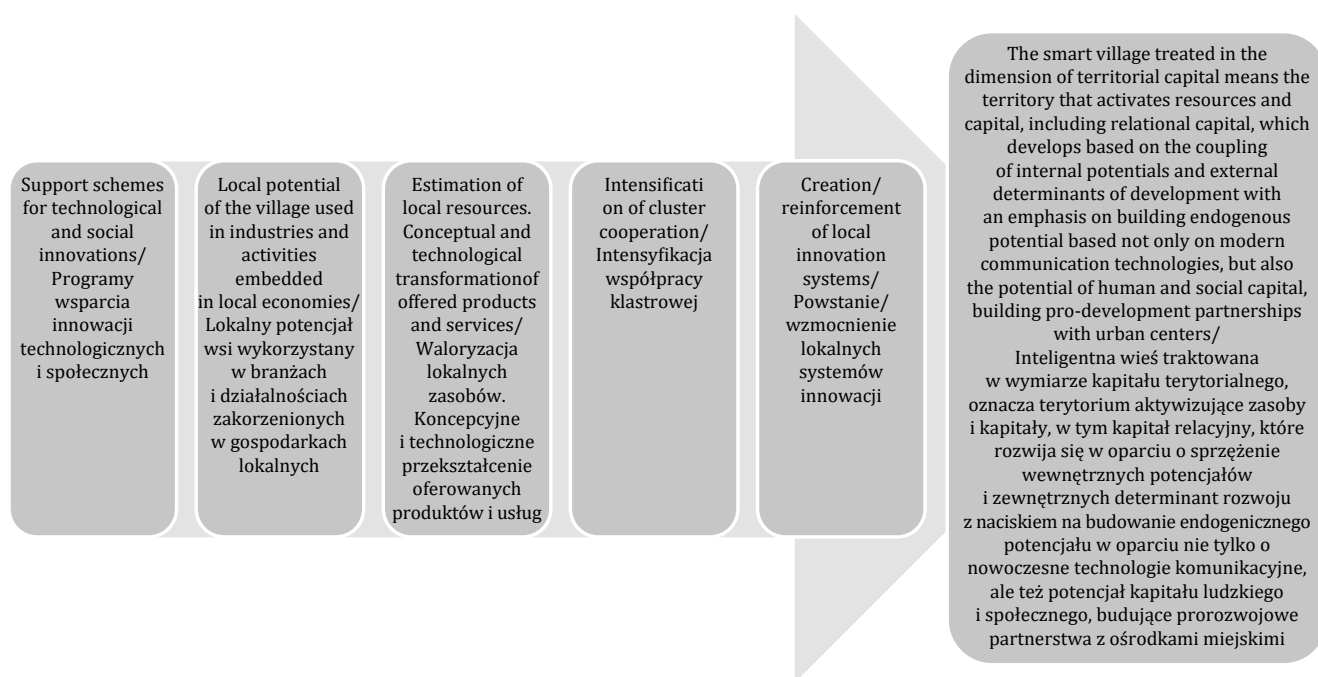 Support schemes
for technological
and social
innovations/
Programy
wsparcia
innowacji
technologicznych
i społecznych
Local potential
of the village used
in industries and
activities
embedded
in local economies/
Lokalny potencjał
wsi wykorzystany
w branżach
i działalnościach
zakorzenionych
w gospodarkach
lokalnych
Estimation of
local resources.
Conceptual and
technological
transformationof
offered products
and services/
Waloryzacja
lokalnych
zasobów.
Koncepcyjne
i technologiczne
przekształcenie
oferowanych
produktów i usług
Intensificati
on of cluster
cooperation/
Intensyfikacja
współpracy
klastrowej
Creation/
reinforcement
of local
innovation
systems/
Powstanie/
wzmocnienie
lokalnych
systemów
innowacji
The smart village treated in the
dimension of territorial capital means the
territory that activates resources and
capital, including relational capital, which
develops based on the coupling
of internal potentials and external
determinants of development with
an emphasis on building endogenous
potential based not only on modern
communication technologies, but also
the potential of human and social capital,
building pro-development partnerships
with urban centers/
Inteligentna wieś traktowana
w wymiarze kapitału terytorialnego,
oznacza terytorium aktywizujące zasoby
i kapitały, w tym kapitał relacyjny, które
rozwija się w oparciu o sprzężenie
wewnętrznych potencjałów
i zewnętrznych determinant rozwoju
z naciskiem na budowanie endogenicznego
potencjału w oparciu nie tylko o
nowoczesne technologie komunikacyjne,
ale też potencjał kapitału ludzkiego
i społecznego, budujące prorozwojowe
partnerstwa z ośrodkami miejskimi